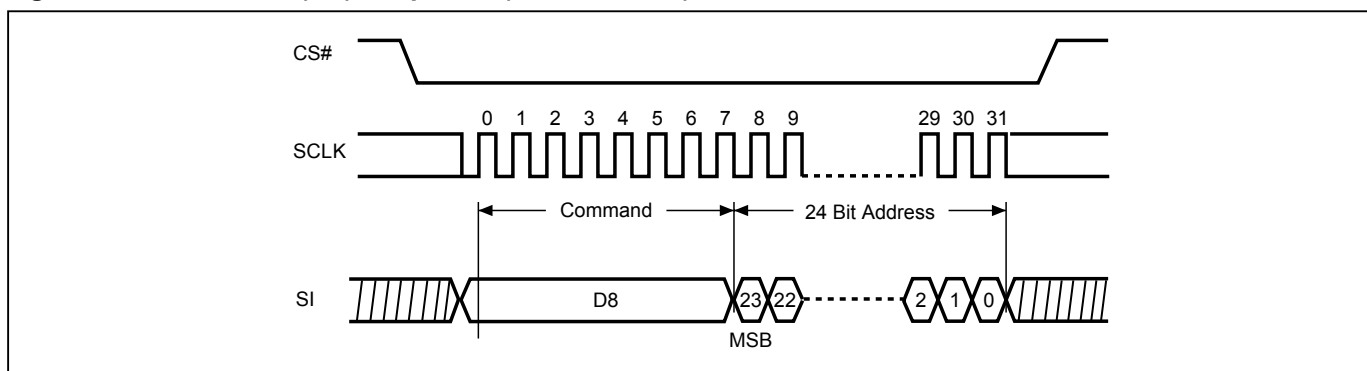 CS#
0 1 2 3 4 5 6 7 8 9 29 30 31
SCLK
Command 24 Bit Address
SI D8 23 22 2 1 0
MSB